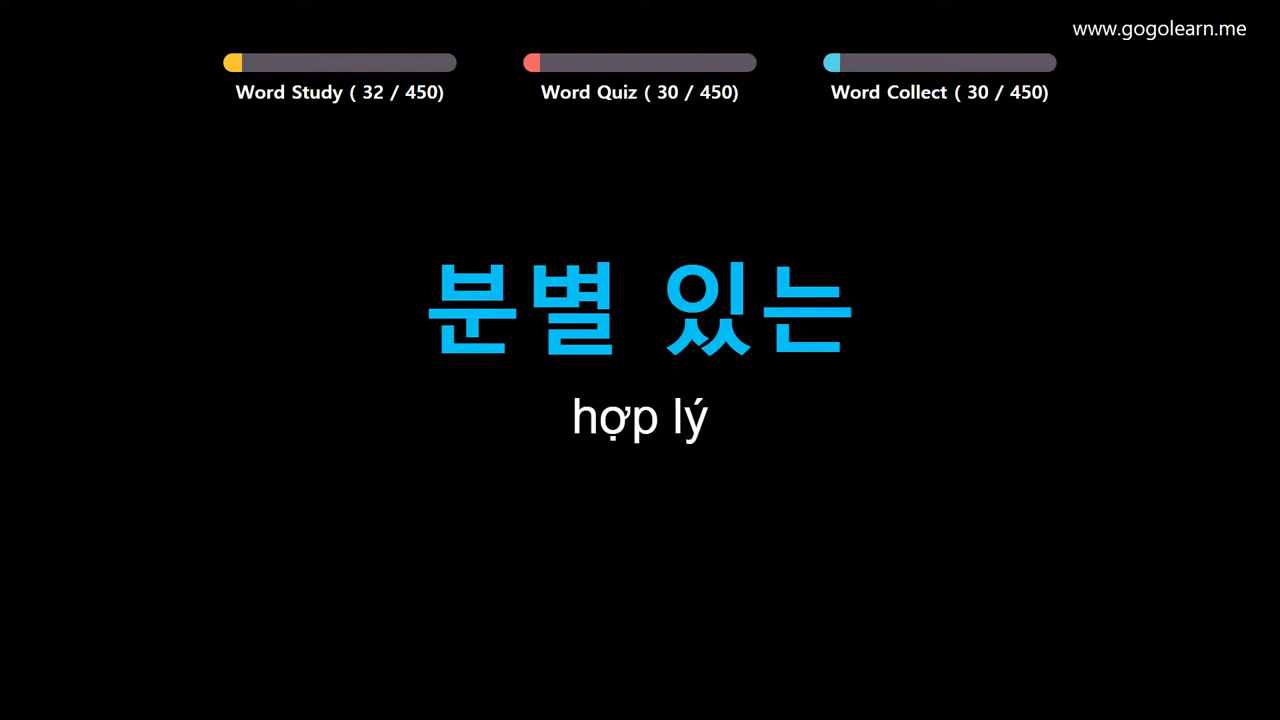 www.gogolearn.me
Word Study ( 32 / 450)
Word Quiz ( 30 / 450)
Word Collect ( 30 / 450)
분별 있는
hợp lý